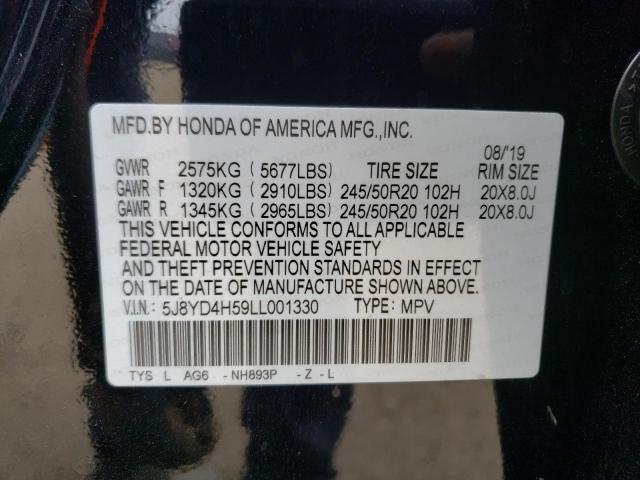 MFD.BY HONDA OF AMERICA MFG.,INC.
08/'19
GVWR 2575KG (5677LBS) TIRE SIZE RIM SIZE
GAWR F 1320KG (2910LBS) 245/50R20 102H 20X8.0J
GAWR R 1345KG (2965LBS) 245/50R20 102H 20X8.0J
THIS VEHICLE CONFORMS TO ALL APPLICABLE
FEDERAL MOTOR VEHICLE SAFETY
AND THEFT PREVENTION STANDARDS IN EFFECT
ON THE DATE OF MANUFACTURE SHOWN ABOVE.
V.I.N.: 5J8YD4H59LL001330 TYPE: MPV
TYS L AG6 -NH893P -Z-L
HONDA